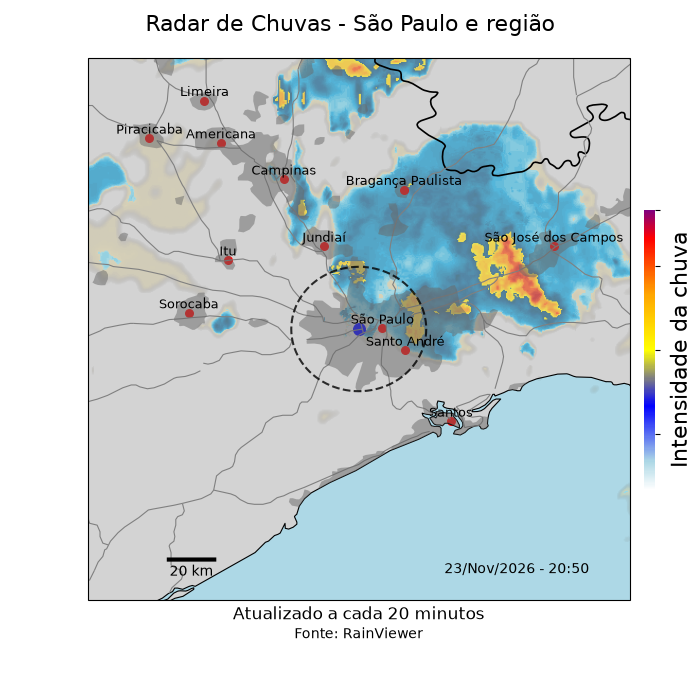 Radar de Chuvas - São Paulo e região
Limeira
Piracicaba
Americana
Campinas
Bragança Paulista
Jundiaí
São José dos Campos
Itu
Sorocaba
São Paulo
Santo André
Santos
Intensidade da chuva
20 km
23/Nov/2026 - 20:50
Atualizado a cada 20 minutos
Fonte: RainViewer